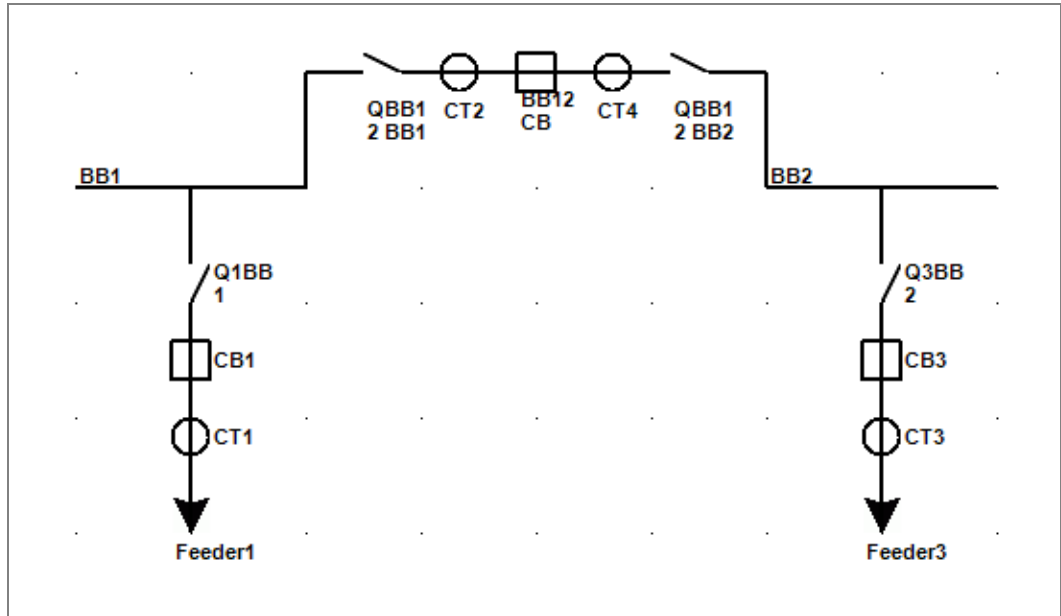 BB12
QBB1
2 BB1
CT2
CB
CT4
QBB1
2 BB2
BB1
BB2
Q1BB
1
Q3BB
2
CB1
CB3
CT1
CT3
Feeder1
Feeder3